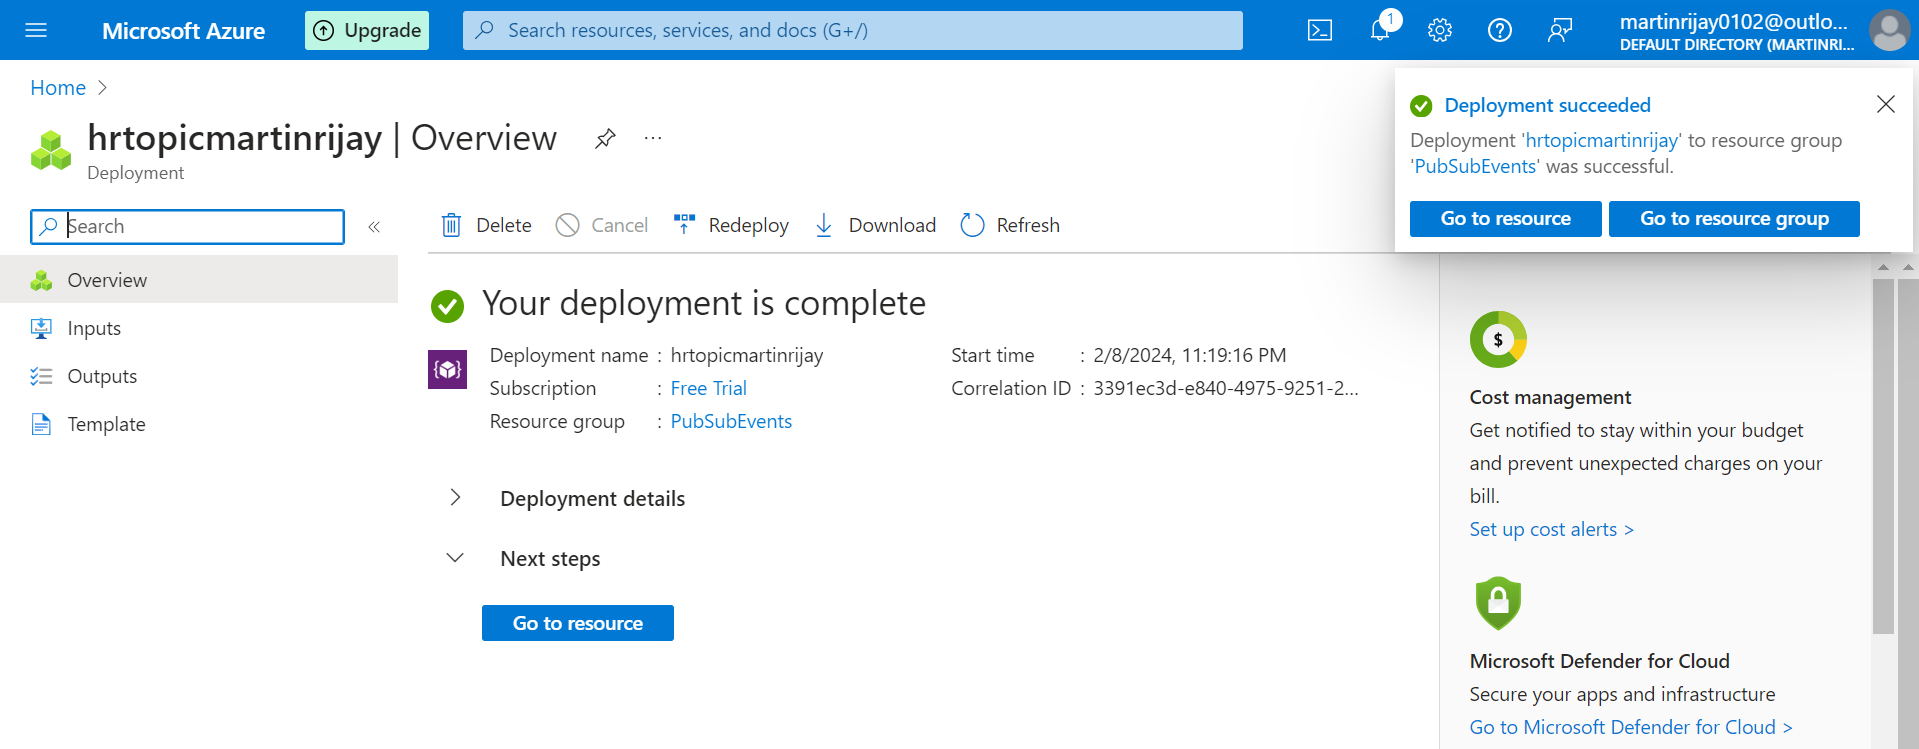 Microsoft Azure
Upgrade
Search resources, services, and docs (G+/)
1
martinrijay0102@outlo...
DEFAULT DIRECTORY (MARTINRI...
Home
hrtopicmartinrijay | Overview
Deployment
Deployment succeeded
Deployment 'hrtopicmartinrijay' to resource group
'PubSubEvents' was successful.
Go to resource
Go to resource group
Search
Overview
Inputs
Outputs
Template
Delete
Cancel
Redeploy
Download
Refresh
Your deployment is complete
Deployment name : hrtopicmartinrijay
Subscription : Free Trial
Resource group : PubSubEvents
Start time : 2/8/2024, 11:19:16 PM
Correlation ID : 3391ec3d-e840-4975-9251-2...
Deployment details
Next steps
Go to resource
$
Cost management
Get notified to stay within your budget
and prevent unexpected charges on your
bill.
Set up cost alerts >
Microsoft Defender for Cloud
Secure your apps and infrastructure
Go to Microsoft Defender for Cloud >